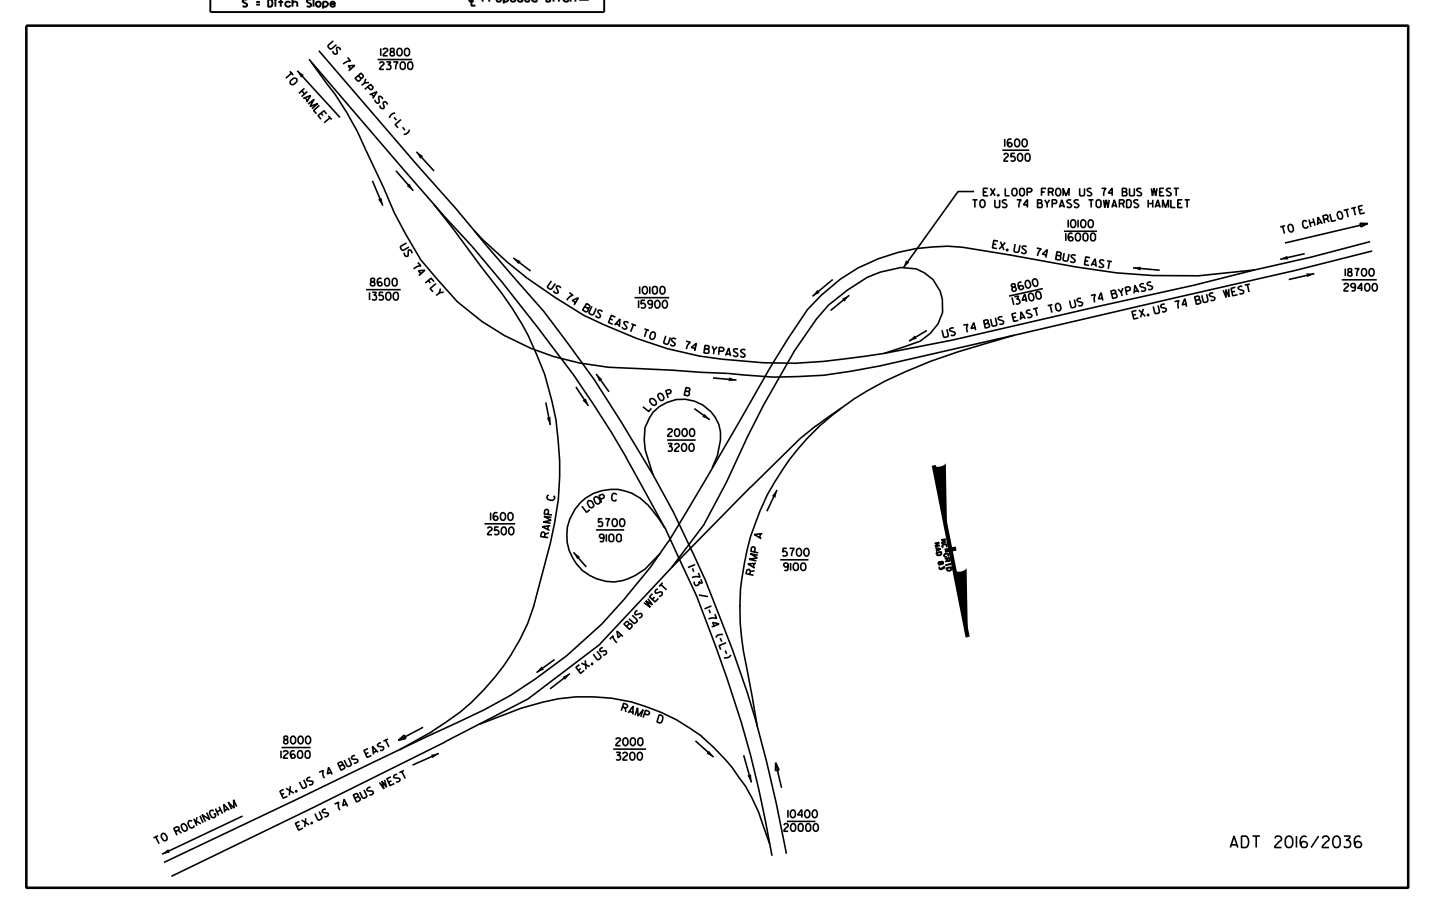 S = Ditch Slope
Proposed Ditch
US 74 BYPASS (-L-)
12800
23700
TO HAMLET
1600
2500
EX. LOOP FROM US 74 BUS WEST
TO US 74 BYPASS TOWARDS HAMLET
10100
16000
TO CHARLOTTE
EX. US 74 BUS EAST
18700
29400
US 74 FLY
8600
13500
US 74 BUS EAST TO US 74 BYPASS
10100
15900
8600
13400
US 74 BUS EAST TO US 74 BYPASS
EX. US 74 BUS WEST
LOOP B
2000
3200
LOOP C
5700
9100
RAMP C
1600
2500
RAMP A
5700
9100
I-73 / I-74 (-L-)
EX. US 74 BUS WEST
RAMP D
2000
3200
8000
12600
EX. US 74 BUS EAST
EX. US 74 BUS WEST
TO ROCKINGHAM
10400
20000
NAD 83
ADT 2016/2036